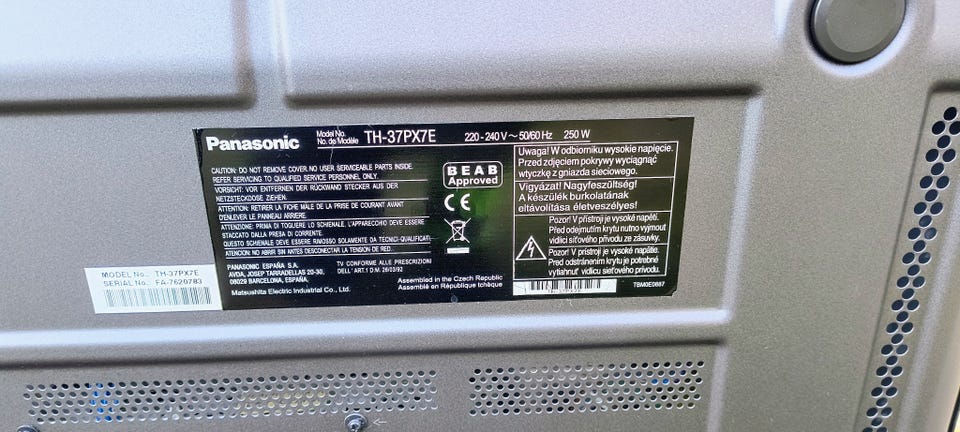 Panasonic
Model No.
No. de Modèle
TH-37PX7E
220 - 240 V ~ 50/60 Hz 250 W
CAUTION: DO NOT REMOVE COVER. NO USER SERVICEABLE PARTS INSIDE.
REFER SERVICING TO QUALIFIED SERVICE PERSONNEL ONLY.
VORSICHT: VOR ENTFERNEN DER RÜCKWAND STECKER AUS DER
NETZSTECKDOSE ZIEHEN.
ATTENTION: RETIRER LA FICHE MALE DE LA PRISE DE COURANT AVANT
D'ENLEVER LE PANNEAU ARRIERE.
ATTENZIONE: PRIMA DI TOGLIERE LO SCHIENALE, L'APPARECCHIO DEVE ESSERE
STACCATO DALLA PRESA DI CORRENTE.
QUESTO SCHIENALE DEVE ESSERE RIMOSSO SOLAMENTE DA TECNICI-QUALIFICATI.
ATENCION: NO ABRIR SIN ANTES DESCONECTAR LA TENSION DE RED.
PANASONIC ESPAÑA S.A.
AVDA, JOSEP TARRADELLAS 20-30,
08029 BARCELONA, ESPAÑA.
Matsushita Electric Industrial Co., Ltd.
TV CONFORME ALLE PRESCRIZIONI
DELL' ART.1 D.M. 26/03/92
BEAB
Approved
CE
Assembled in the Czech Republic
Assemblé en République tchèque
Uwaga! W odbiorniku wysokie napięcie.
Przed zdjęciem pokrywy wyciągnąć
wtyczkę z gniazda sieciowego.
Vigyázat! Nagyfeszültség!
A készülék burkolatának
eltávolítása életveszélyes!
Pozor! V přístroji je vysoké napětí.
Před odejmutím krytu nutno vyjmout
vidlici síťového přívodu ze zásuvky.
Pozor! V prístroji je vysoké napätie.
Pred odstránením krytu je potrebné
vytiahnuť vidlicu sieťového prívodu.
TH-37PX7E
TBM0E0887
MODEL No. TH-37PX7E
SERIAL No. FA-7620783